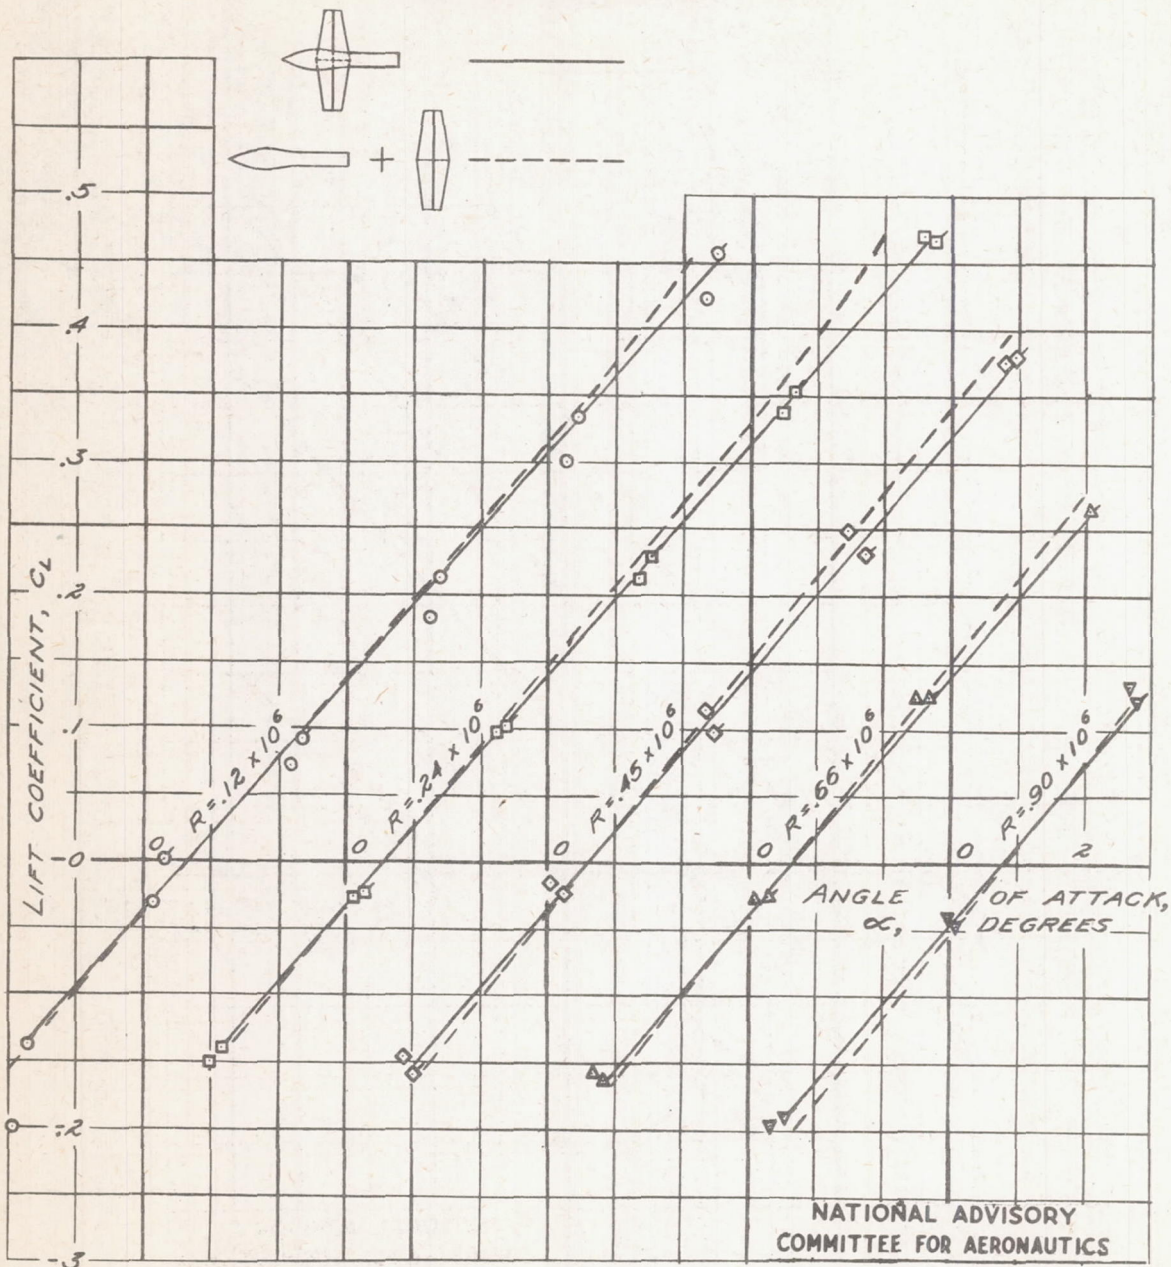 +
.5
.4
.3
.2
.1
0
-.2
-.3
LIFT COEFFICIENT, CL
R=.12 x 10^6
R=.24 x 10^6
R=.45 x 10^6
R=.66 x 10^6
R=.90 x 10^6
0
0
0
0
0
2
ANGLE OF ATTACK,
α, DEGREES
NATIONAL ADVISORY
COMMITTEE FOR AERONAUTICS